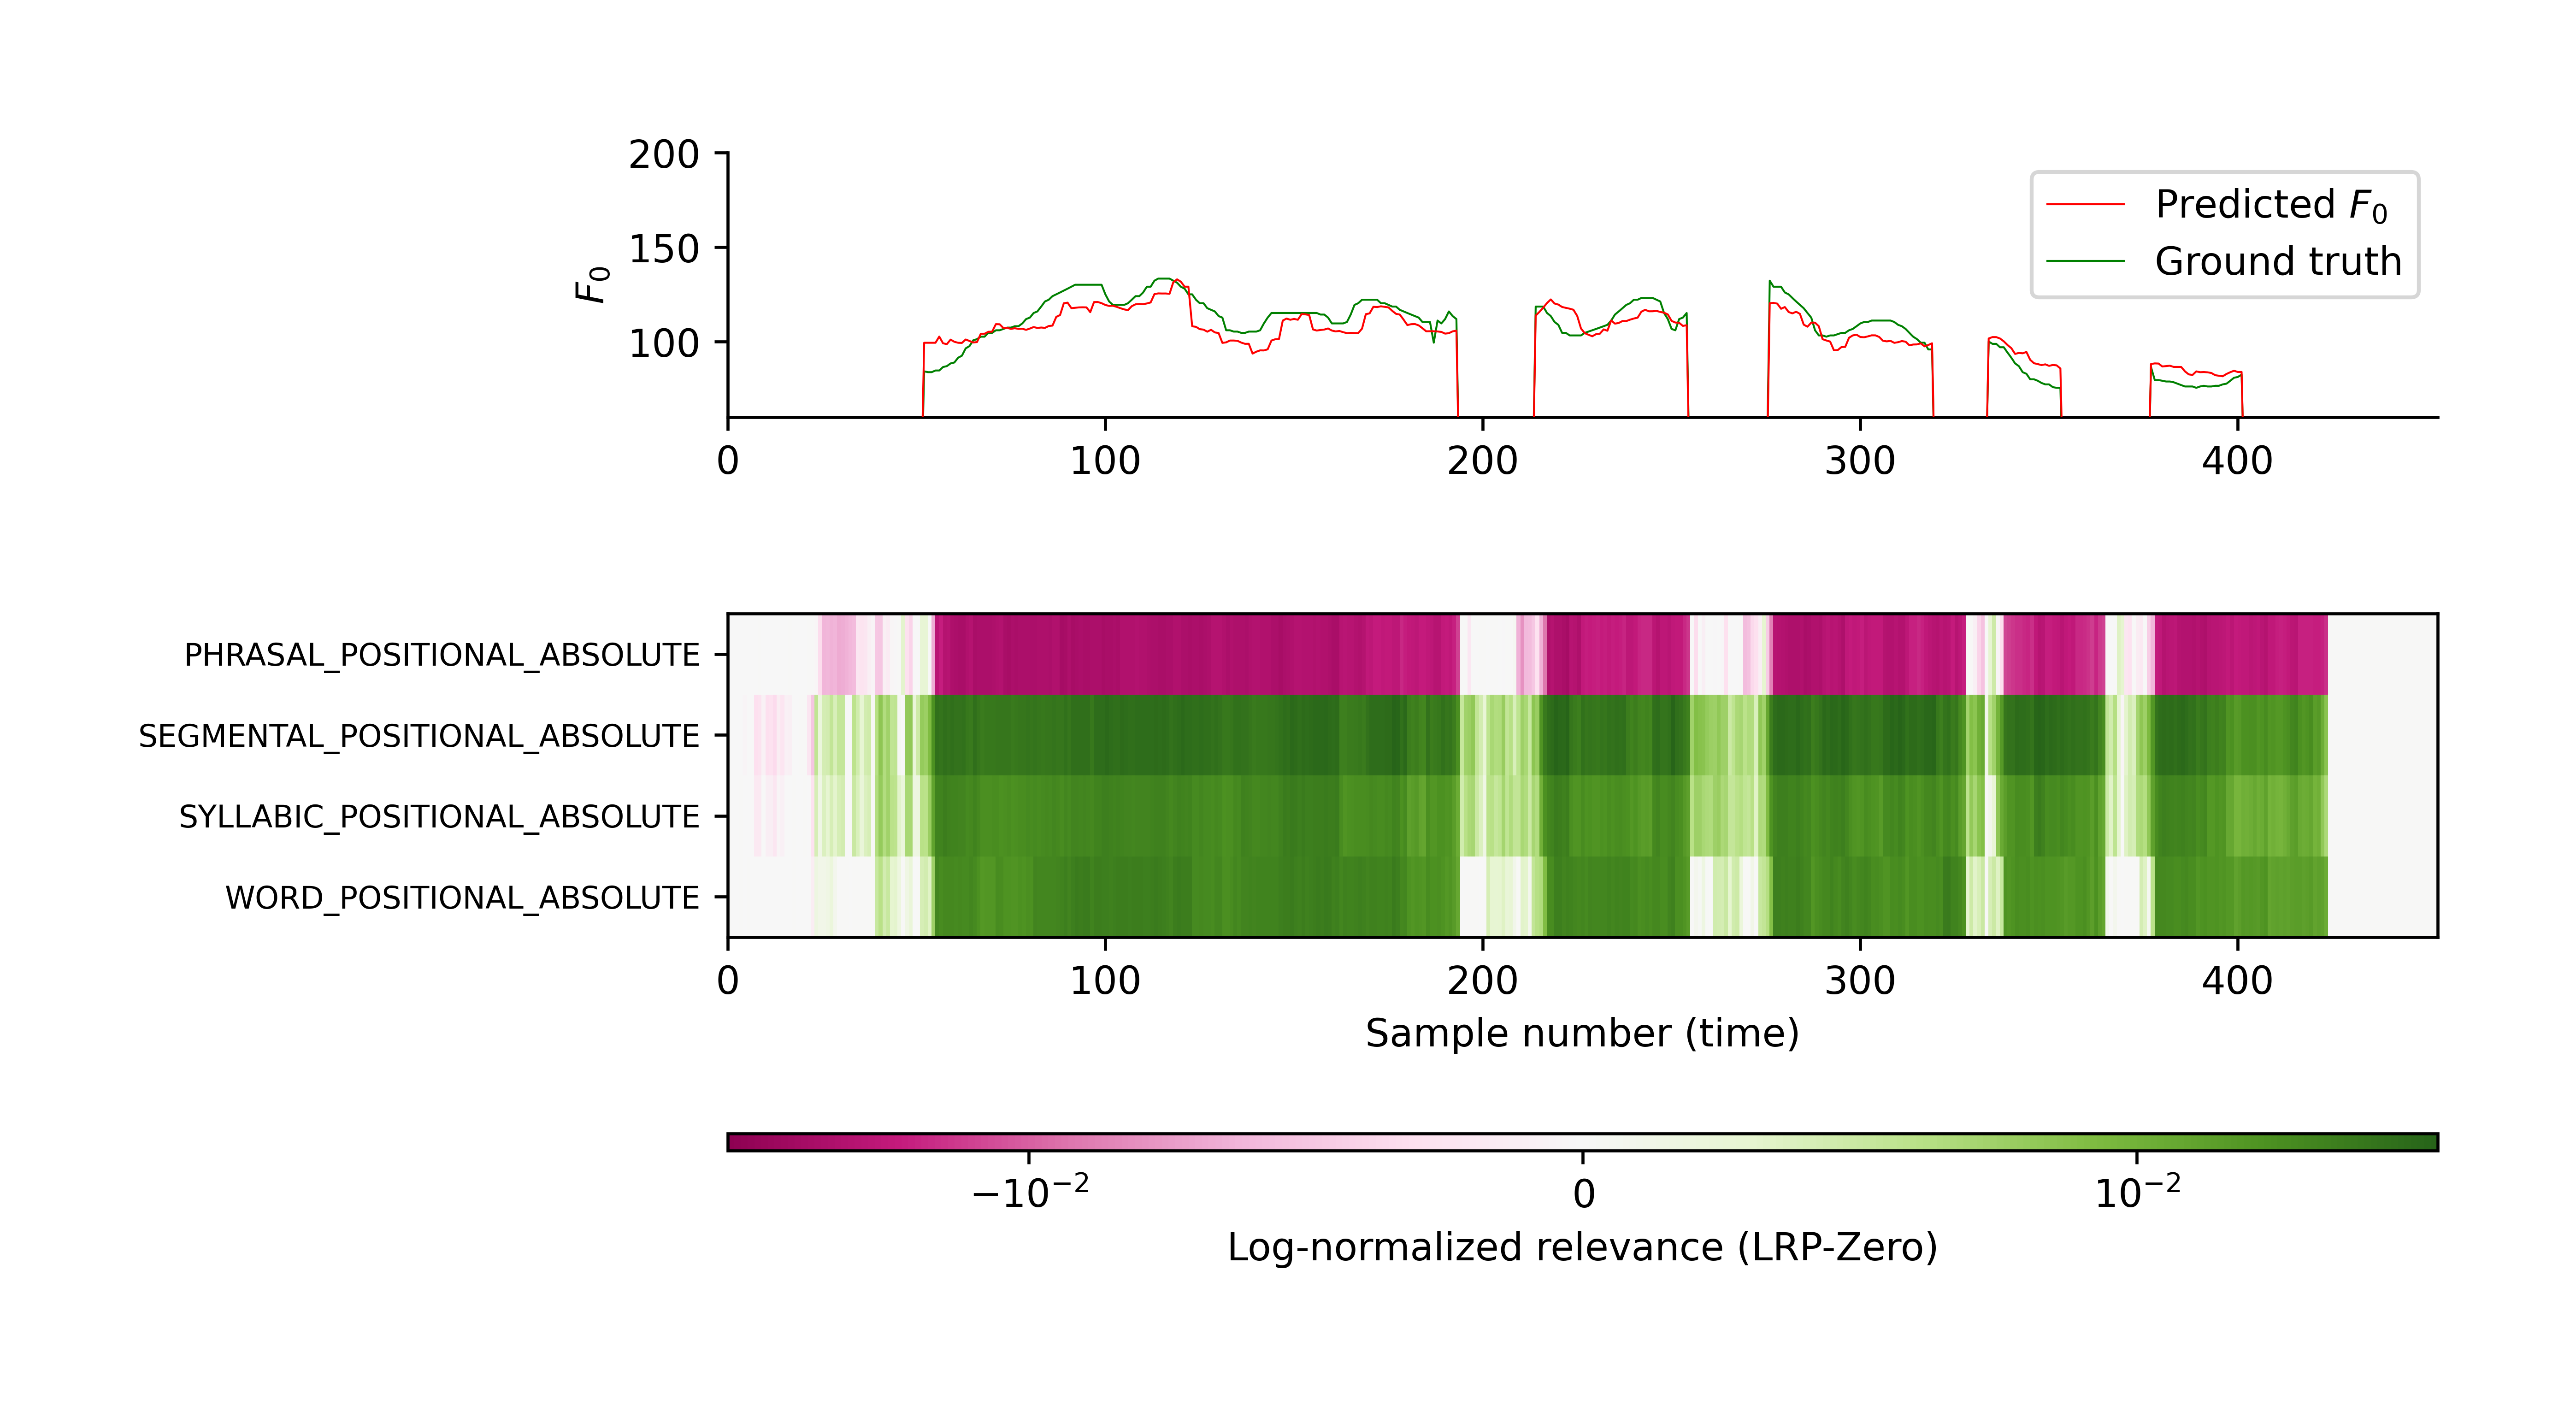 200
150
100
F₀
Predicted F₀
Ground truth
0 100 200 300 400
PHRASAL_POSITIONAL_ABSOLUTE
SEGMENTAL_POSITIONAL_ABSOLUTE
SYLLABIC_POSITIONAL_ABSOLUTE
WORD_POSITIONAL_ABSOLUTE
0 100 200 300 400
Sample number (time)
−10⁻² 0 10⁻²
Log-normalized relevance (LRP-Zero)